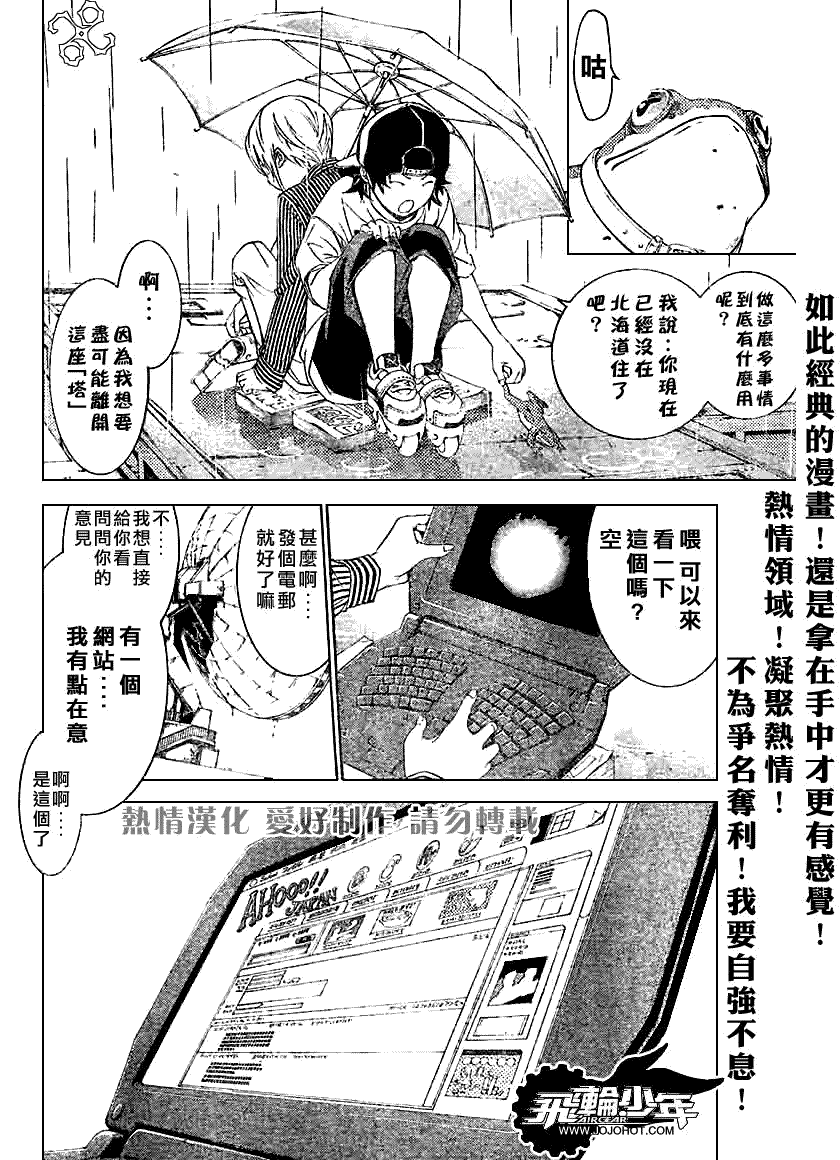 咕
做這麼多事情
到底有什麼用
呢？
我說：你現在
已經沒在
北海道住了
吧？
啊…
因為我想要
盡可能離開
這座「塔」
喂 可以來
看一下
這個嗎？
空
甚麼啊…
發個電郵
就好了嘛
不…
我想直接
給你看
問問你的
意見
有一個
網站…
我有點在意
啊啊…
是這個了
熱情漢化 愛好制作 請勿轉載
AHOOO!!
JAPAN
如此經典的漫畫！還是拿在手中才更有感覺！
熱情領域！凝聚熱情！
不為爭名奪利！我要自強不息！
飛輪少年
AIRGEAR
WWW.JOJOHOT.COM